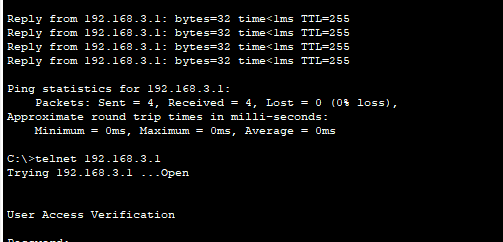 Reply from 192.168.3.1: bytes=32 time<1ms TTL=255
Reply from 192.168.3.1: bytes=32 time<1ms TTL=255
Reply from 192.168.3.1: bytes=32 time<1ms TTL=255
Reply from 192.168.3.1: bytes=32 time<1ms TTL=255
Ping statistics for 192.168.3.1:
Packets: Sent = 4, Received = 4, Lost = 0 (0% loss),
Approximate round trip times in milli-seconds:
Minimum = 0ms, Maximum = 0ms, Average = 0ms
C:\>telnet 192.168.3.1
Trying 192.168.3.1 ...Open
User Access Verification
Password: